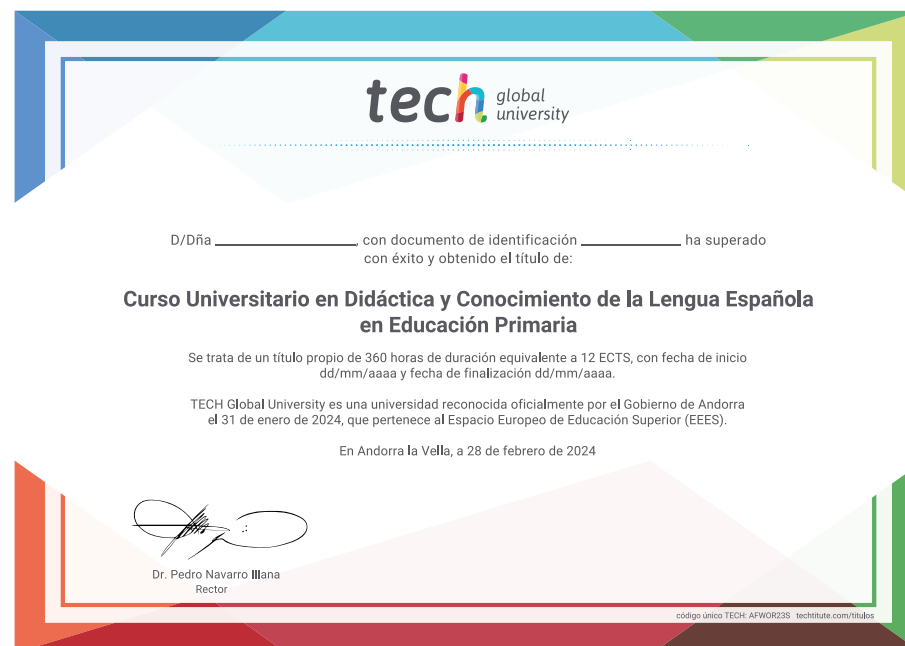 tech global university
D/Dña ____________, con documento de identificación ____________ ha superado
con éxito y obtenido el título de:
Curso Universitario en Didáctica y Conocimiento de la Lengua Española
en Educación Primaria
Se trata de un título propio de 360 horas de duración equivalente a 12 ECTS, con fecha de inicio
dd/mm/aaaa y fecha de finalización dd/mm/aaaa.
TECH Global University es una universidad reconocida oficialmente por el Gobierno de Andorra
el 31 de enero de 2024, que pertenece al Espacio Europeo de Educación Superior (EEES).
En Andorra la Vella, a 28 de febrero de 2024
Dr. Pedro Navarro Illana
Rector
código único TECH: AFWOR23S techtitute.com/titulos